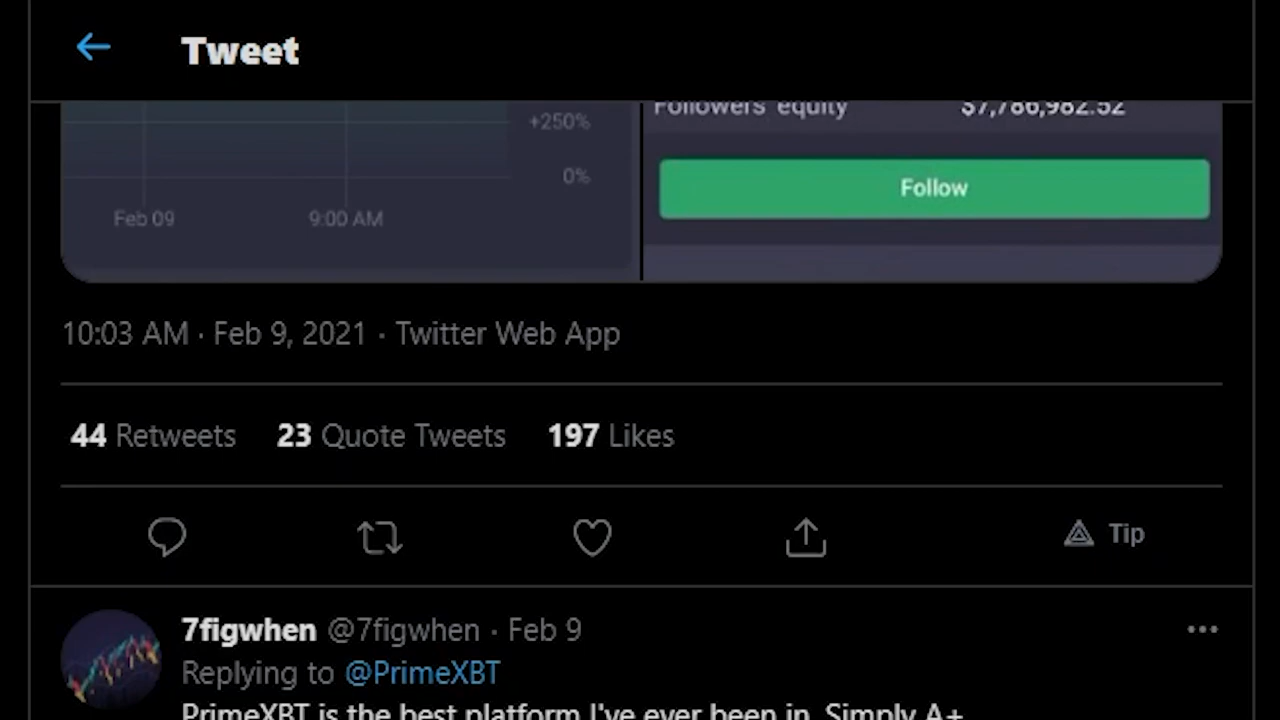 Tweet
+250%
0%
Feb 09 9:00 AM
Followers' equity $7,786,982.52
Follow
10:03 AM · Feb 9, 2021 · Twitter Web App
44 Retweets 23 Quote Tweets 197 Likes
Tip
7figwhen @7figwhen · Feb 9
Replying to @PrimeXBT
PrimeXBT is the best platform I've ever been in. Simply A+